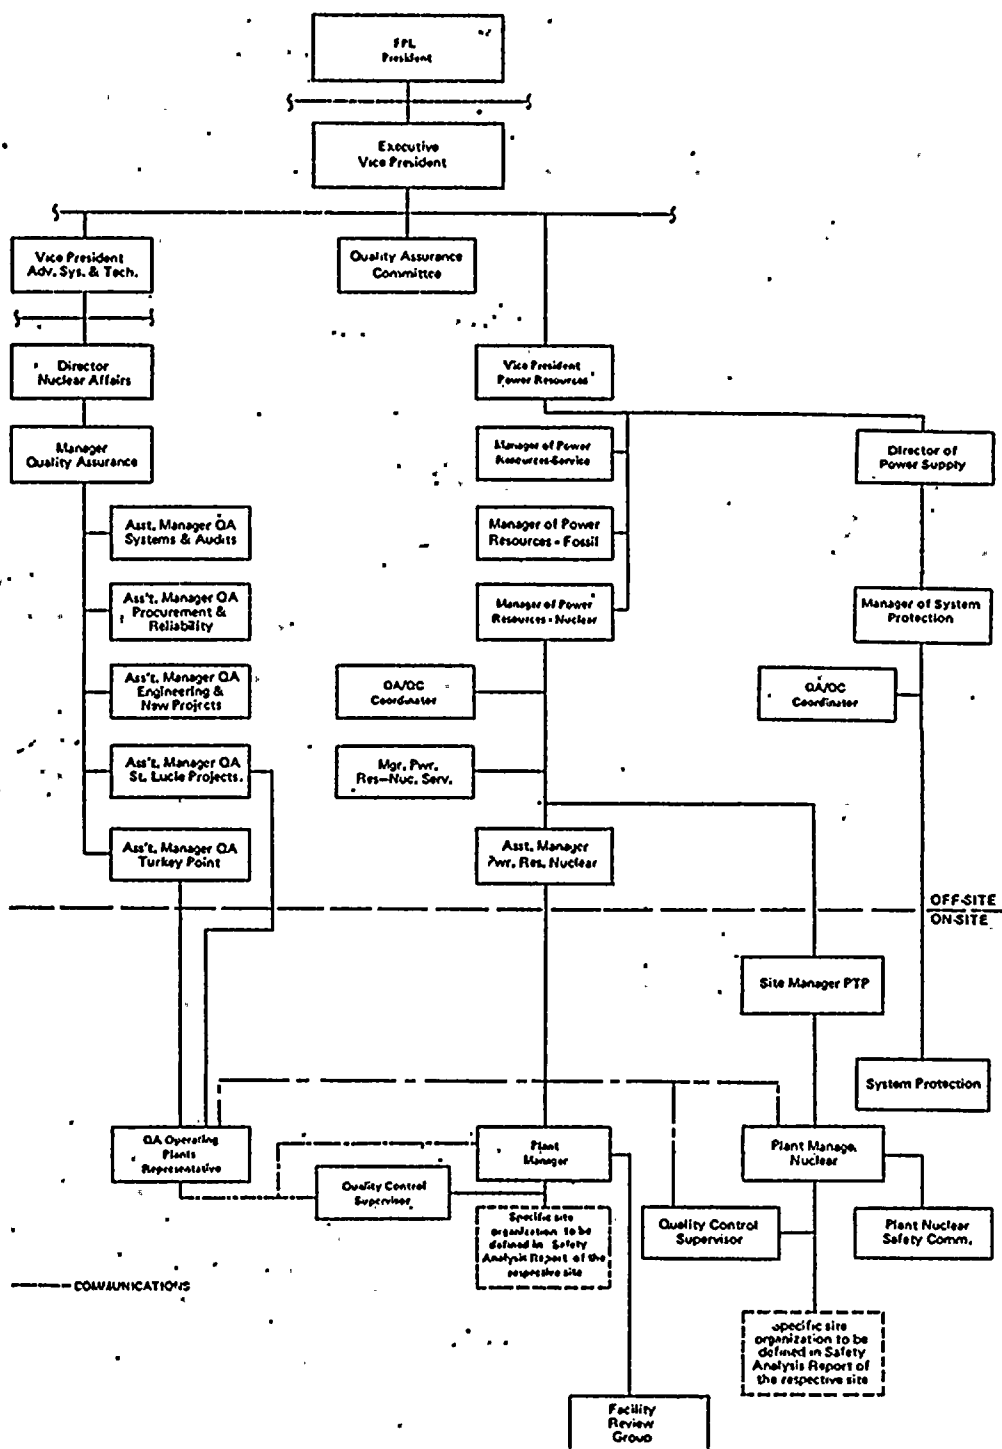 FPL
President
Executive
Vice President
Vice President
Adv. Sys. & Tech.
Quality Assurance
Committee
Director
Nuclear Affairs
Vice President
Power Resources
Manager
Quality Assurance
Manager of Power
Resources-Service
Director of
Power Supply
Asst. Manager QA
Systems & Audits
Manager of Power
Resources - Fossil
Ass't. Manager QA
Procurement &
Reliability
Manager of Power
Resources - Nuclear
Manager of System
Protection
Ass't. Manager QA
Engineering &
New Projects
QA/QC
Coordinator
QA/QC
Coordinator
Ass't. Manager QA
St. Lucie Projects.
Mgr. Pwr.
Res-Nuc. Serv.
Ass't. Manager QA
Turkey Point
Asst. Manager
Pwr. Res. Nuclear
OFF-SITE
ON-SITE
Site Manager PTP
System Protection
QA Operating
Plants
Representative
Plant
Manager
Plant Manage.
Nuclear
Quality Control
Supervisor
Specific site
organization to be
defined in Safety
Analysis Report of the
respective site
Quality Control
Supervisor
Plant Nuclear
Safety Comm.
COMMUNICATIONS
Specific site
organization to be
defined in Safety
Analysis Report of
the respective site
Facility
Review
Group